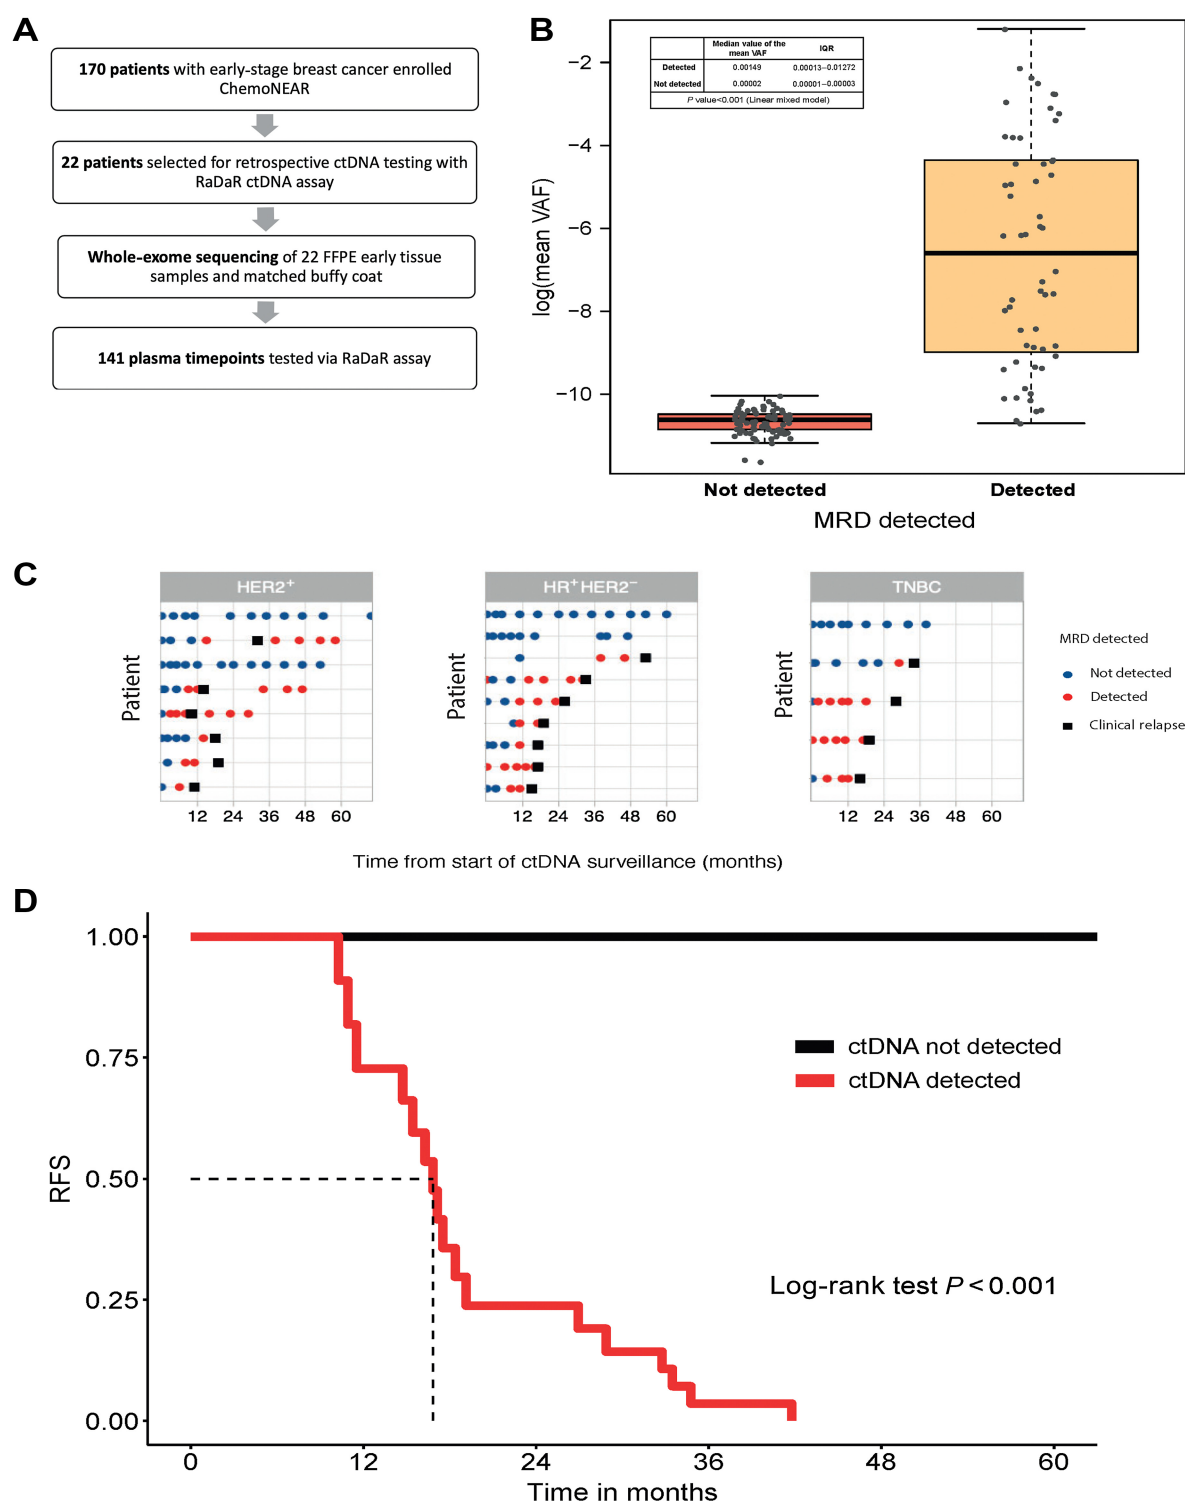 A
170 patients with early-stage breast cancer enrolled
ChemoNEAR
22 patients selected for retrospective ctDNA testing with
RaDaR ctDNA assay
Whole-exome sequencing of 22 FFPE early tissue
samples and matched buffy coat
141 plasma timepoints tested via RaDaR assay
B
Median value of the
mean VAF
IQR
Detected 0.00149 0.00013–0.01272
Not detected 0.00002 0.00001–0.00003
P value<0.001 (Linear mixed model)
log(mean VAF)
−2
−4
−6
−8
−10
Not detected Detected
MRD detected
C
HER2+
HR+HER2−
TNBC
Patient
Patient
Patient
12 24 36 48 60
12 24 36 48 60
12 24 36 48 60
MRD detected
Not detected
Detected
Clinical relapse
Time from start of ctDNA surveillance (months)
D
RFS
1.00
0.75
0.50
0.25
0.00
ctDNA not detected
ctDNA detected
Log-rank test P < 0.001
0 12 24 36 48 60
Time in months